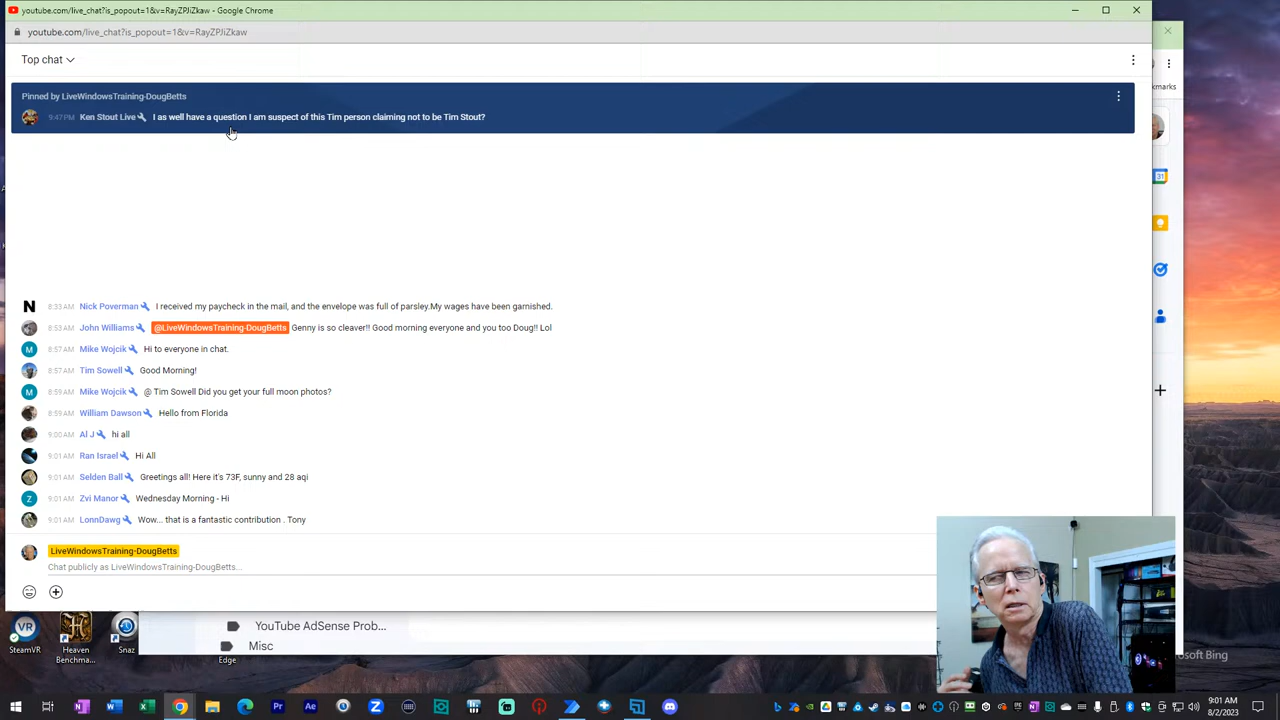 youtube.com/live_chat?is_popout=1&v=RayZPJiZkaw - Google Chrome
youtube.com/live_chat?is_popout=1&v=RayZPJiZkaw
Top chat
kmarks
Pinned by LiveWindowsTraining-DougBetts
9:47 PM Ken Stout Live I as well have a question I am suspect of this Tim person claiming not to be Tim Stout?
31
N 8:33 AM Nick Poverman I received my paycheck in the mail, and the envelope was full of parsley.My wages have been garnished.
8:53 AM John Williams @LiveWindowsTraining-DougBetts Genny is so cleaver!! Good morning everyone and you too Doug!! Lol
M 8:57 AM Mike Wojcik Hi to everyone in chat.
8:57 AM Tim Sowell Good Morning!
M 8:59 AM Mike Wojcik @ Tim Sowell Did you get your full moon photos?
8:59 AM William Dawson Hello from Florida
9:00 AM Al J hi all
9:01 AM Ran Israel Hi All
9:01 AM Selden Ball Greetings all! Here it's 73F, sunny and 28 aqi
Z 9:01 AM Zvi Manor Wednesday Morning - Hi
9:01 AM LonnDawg Wow... that is a fantastic contribution . Tony
LiveWindowsTraining-DougBetts
Chat publicly as LiveWindowsTraining-DougBetts...
YouTube AdSense Prob...
Misc
SteamVR
Heaven Benchma...
Snaz
Edge
osoft Bing
9:01 AM
8/2/2023